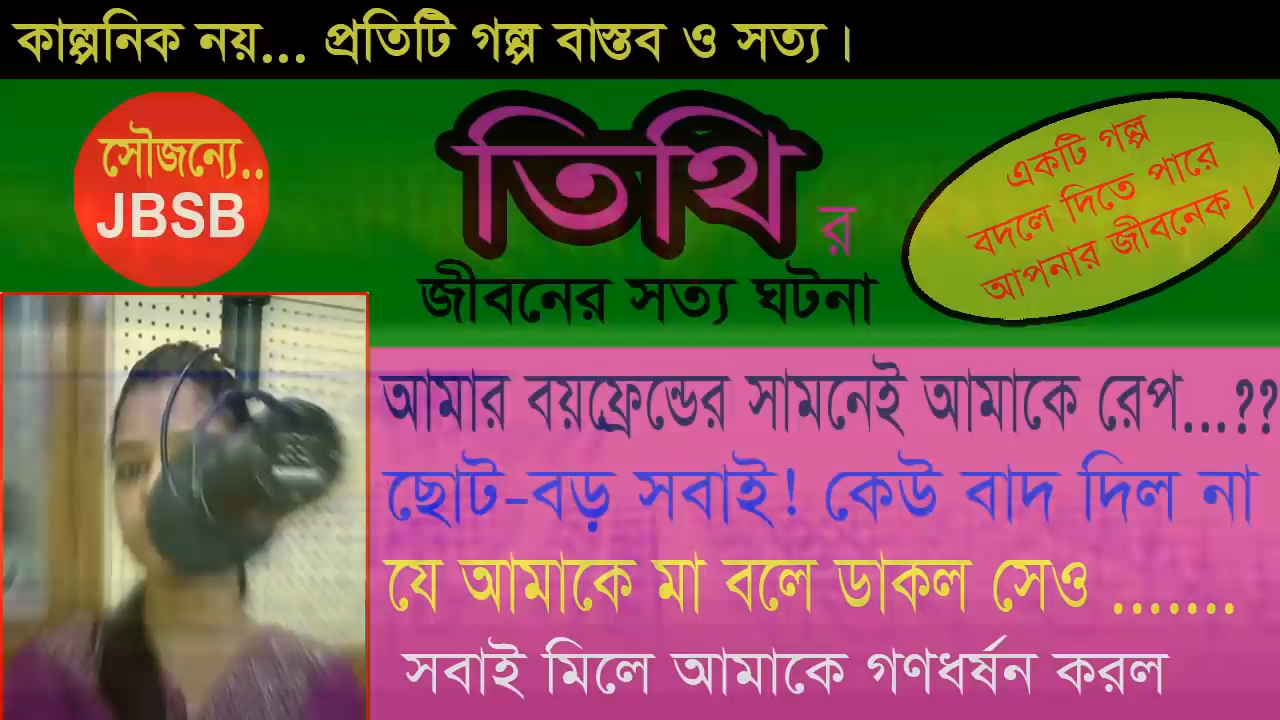 কাল্পনিক নয়... প্রতিটি গল্প বাস্তব ও সত্য।
সৌজন্যে..
JBSB
তিথি র
জীবনের সত্য ঘটনা
একটি গল্প
বদলে দিতে পারে
আপনার জীবনেক।
আমার বয়ফ্রেন্ডের সামনেই আমাকে রেপ...??
ছোট-বড় সবাই! কেউ বাদ দিল না
যে আমাকে মা বলে ডাকল সেও .......
সবাই মিলে আমাকে গণধর্ষন করল